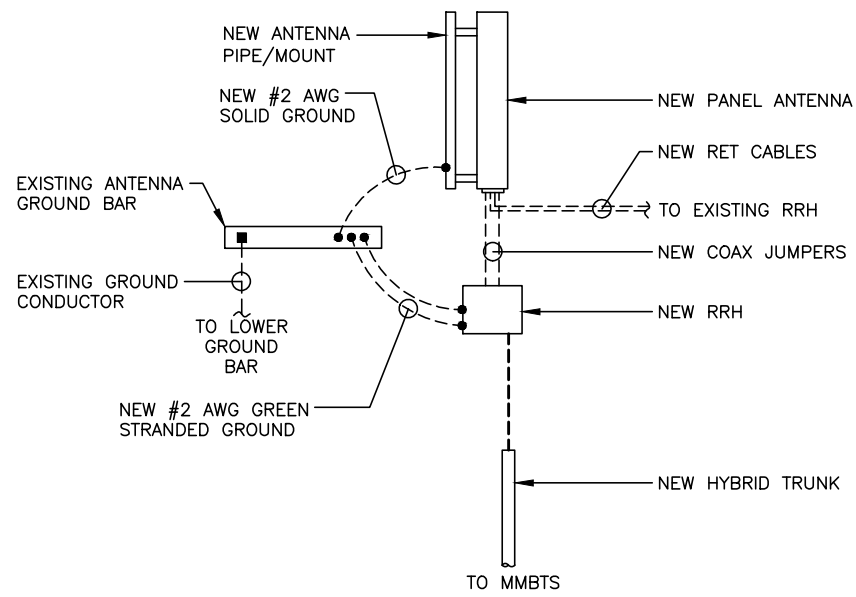 NEW ANTENNA
PIPE/MOUNT
NEW #2 AWG
SOLID GROUND
NEW PANEL ANTENNA
NEW RET CABLES
EXISTING ANTENNA
GROUND BAR
TO EXISTING RRH
NEW COAX JUMPERS
EXISTING GROUND
CONDUCTOR
NEW RRH
TO LOWER
GROUND
BAR
NEW #2 AWG GREEN
STRANDED GROUND
NEW HYBRID TRUNK
TO MMBTS